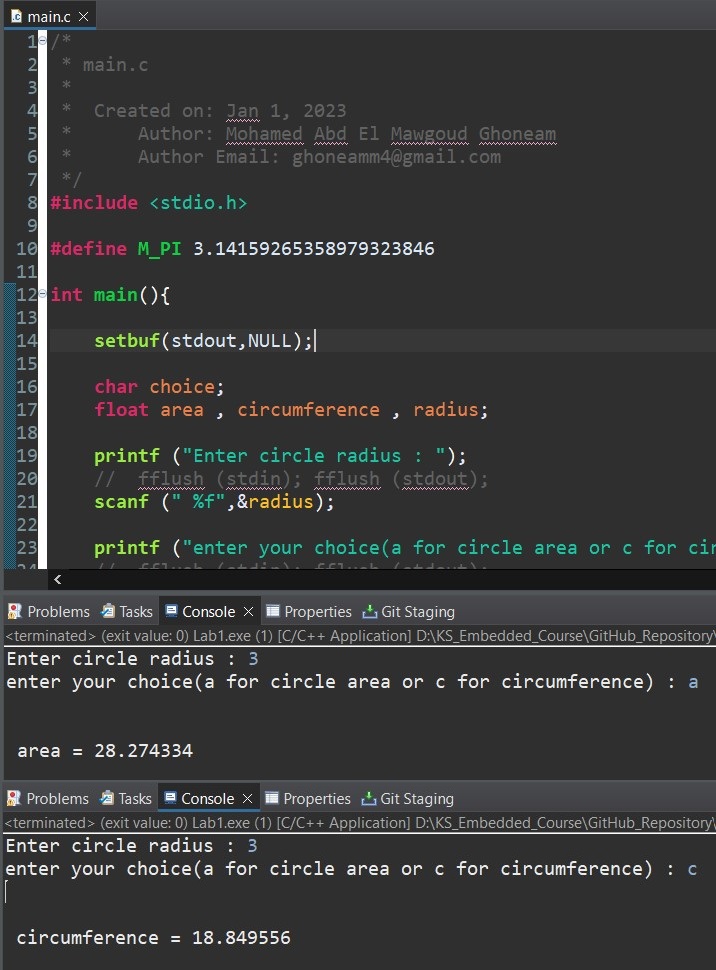 main.c
1 /*
2  * main.c
3  *
4  *  Created on: Jan 1, 2023
5  *      Author: Mohamed Abd El Mawgoud Ghoneam
6  *      Author Email: ghoneamm4@gmail.com
7  */
8 #include <stdio.h>
9
10 #define M_PI 3.14159265358979323846
11
12 int main(){
13
14     setbuf(stdout,NULL);
15
16     char choice;
17     float area , circumference , radius;
18
19     printf ("Enter circle radius : ");
20     //  fflush (stdin); fflush (stdout);
21     scanf (" %f",&radius);
22
23     printf ("enter your choice(a for circle area or c for cir
24     //  fflush (stdin); fflush (stdout);
Problems Tasks Console Properties Git Staging
<terminated> (exit value: 0) Lab1.exe (1) [C/C++ Application] D:\KS_Embedded_Course\GitHub_Repository\
Enter circle radius : 3
enter your choice(a for circle area or c for circumference) : a
area = 28.274334
Problems Tasks Console Properties Git Staging
<terminated> (exit value: 0) Lab1.exe (1) [C/C++ Application] D:\KS_Embedded_Course\GitHub_Repository\
Enter circle radius : 3
enter your choice(a for circle area or c for circumference) : c
circumference = 18.849556